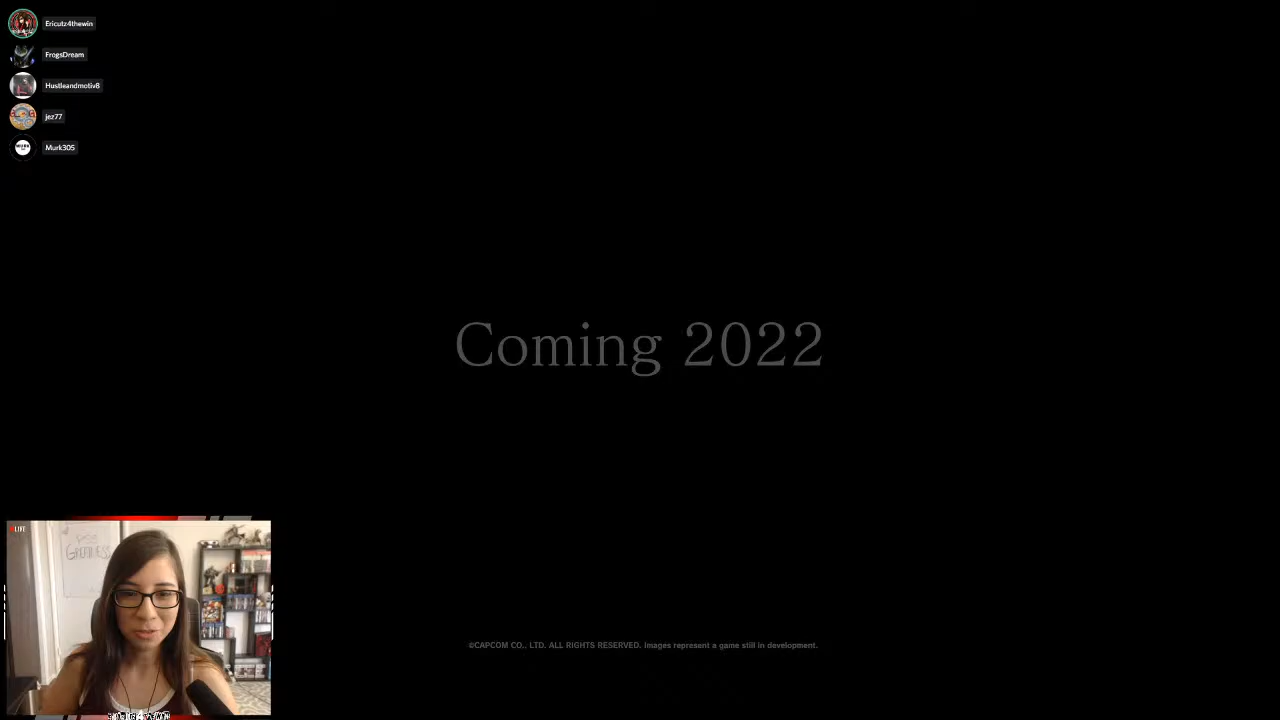 Ericutz4thewin
FrogsDream
Hustleandmotiv8
jez77
Murk305
Coming 2022
©CAPCOM CO., LTD. ALL RIGHTS RESERVED. Images represent a game still in development.
GREATNESS